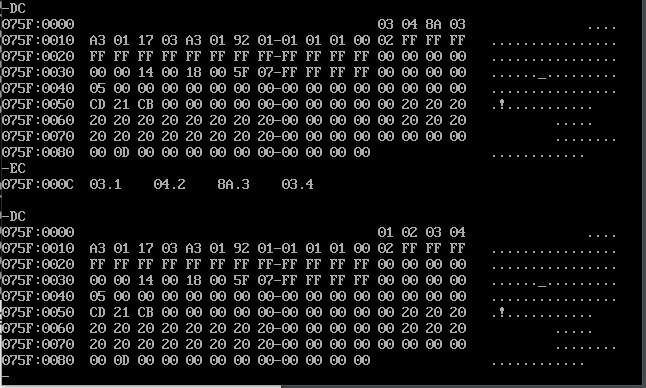 -DC
075F:0000                                      03 04 8A 03               ....
075F:0010  A3 01 17 03 A3 01 92 01-01 01 01 00 02 FF FF FF   ................
075F:0020  FF FF FF FF FF FF FF FF-FF FF FF FF 00 00 00 00   ................
075F:0030  00 00 14 00 18 00 5F 07-FF FF FF FF 00 00 00 00   ......_.........
075F:0040  05 00 00 00 00 00 00 00-00 00 00 00 00 00 00 00   ................
075F:0050  CD 21 CB 00 00 00 00 00-00 00 00 00 00 20 20 20   .!...........
075F:0060  20 20 20 20 20 20 20 20-00 00 00 00 00 20 20 20           .....
075F:0070  20 20 20 20 20 20 20 20-00 00 00 00 00 00 00 00           ........
075F:0080  00 0D 00 00 00 00 00 00-00 00 00 00               ............
-EC
075F:000C  03.1    04.2    8A.3    03.4
-DC
075F:0000                                      01 02 03 04               ....
075F:0010  A3 01 17 03 A3 01 92 01-01 01 01 00 02 FF FF FF   ................
075F:0020  FF FF FF FF FF FF FF FF-FF FF FF FF 00 00 00 00   ................
075F:0030  00 00 14 00 18 00 5F 07-FF FF FF FF 00 00 00 00   ......_.........
075F:0040  05 00 00 00 00 00 00 00-00 00 00 00 00 00 00 00   ................
075F:0050  CD 21 CB 00 00 00 00 00-00 00 00 00 00 20 20 20   .!...........
075F:0060  20 20 20 20 20 20 20 20-00 00 00 00 00 20 20 20           .....
075F:0070  20 20 20 20 20 20 20 20-00 00 00 00 00 00 00 00           ........
075F:0080  00 0D 00 00 00 00 00 00-00 00 00 00               ............
-